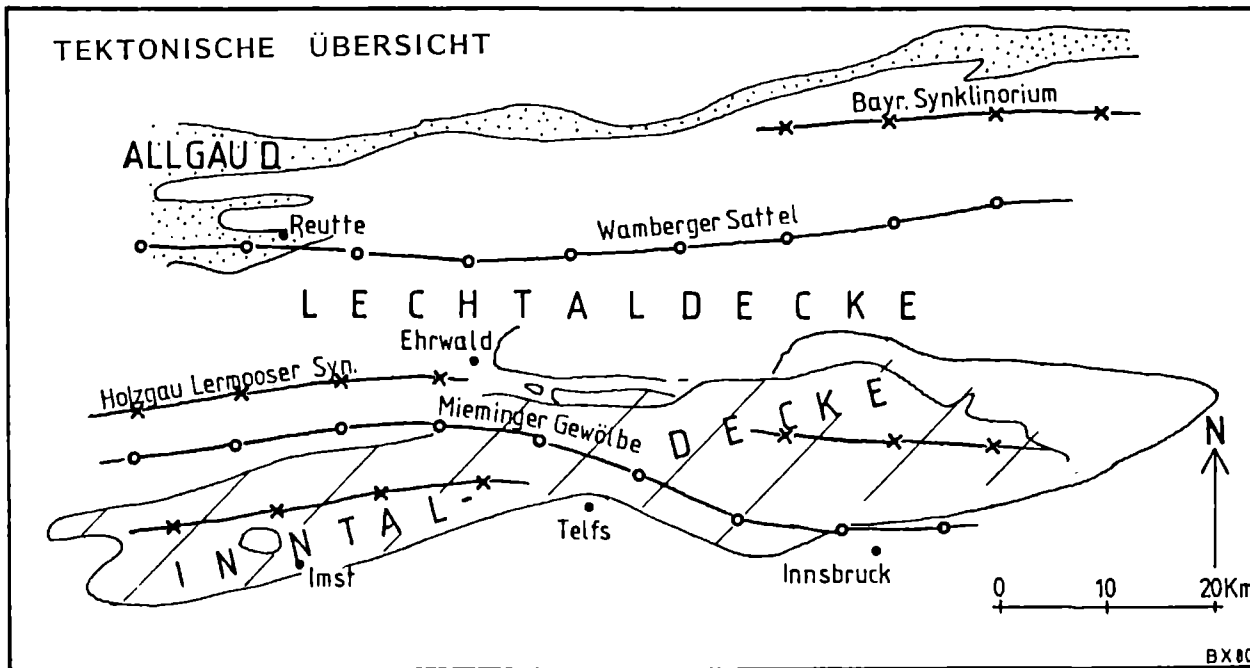 TEKTONISCHE ÜBERSICHT
Bayr. Synklinorium
ALLGÄU D.
Reutte
Wamberger Sattel
LECHTALDECKE
Ehrwald
Holzgau Lermooser Syn.
Mieminger Gewölbe
DECKE
N
INNTAL-
Telfs
Imst
Innsbruck
0 10 20Km
BX80